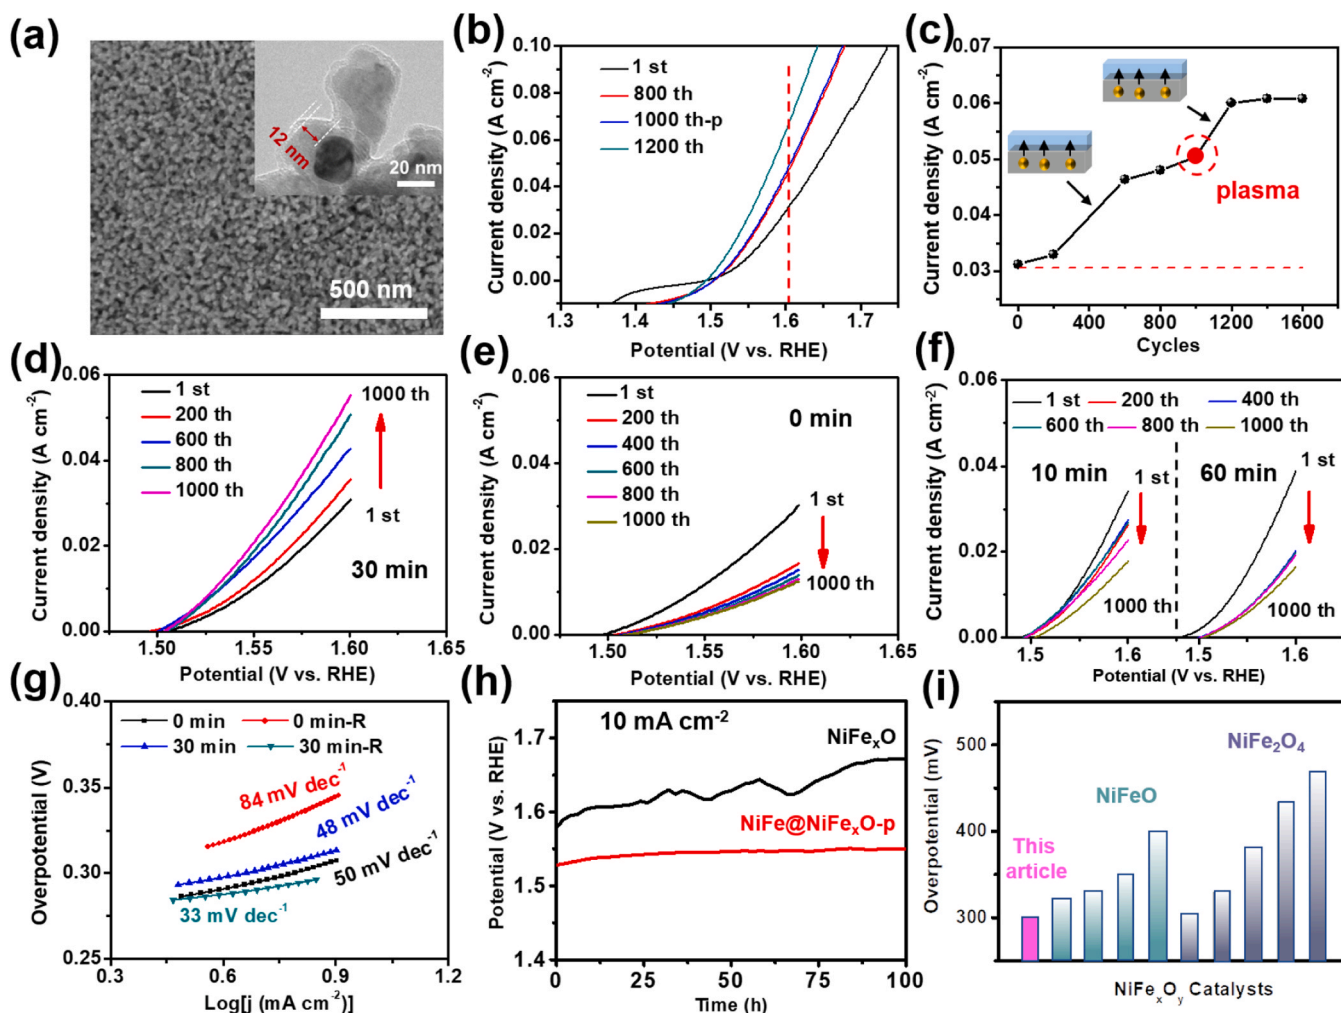 (a)
12 nm
20 nm
500 nm
(b)
Current density (A cm⁻²)
0.10
0.08
0.06
0.04
0.02
0.00
1 st
800 th
1000 th-p
1200 th
1.3
1.4
1.5
1.6
1.7
Potential (V vs. RHE)
(c)
Current density (A cm⁻²)
0.07
0.06
0.05
0.04
0.03
plasma
0
400
800
1200
1600
Cycles
(d)
Current density (A cm⁻²)
0.06
0.04
0.02
0.00
1 st
200 th
600 th
800 th
1000 th
1000 th
1 st
30 min
1.50
1.55
1.60
1.65
Potential (V vs. RHE)
(e)
Current density (A cm⁻²)
0.06
0.05
0.04
0.03
0.02
0.01
0.00
1 st
200 th
400 th
600 th
800 th
1000 th
0 min
1 st
1000 th
1.50
1.55
1.60
1.65
Potential (V vs. RHE)
(f)
Current density (A cm⁻²)
0.06
0.04
0.02
0.00
1 st
200 th
400 th
600 th
800 th
1000 th
10 min
1 st
1000 th
60 min
1 st
1000 th
1.5
1.6
1.5
1.6
Potential (V vs. RHE)
(g)
Overpotential (V)
0.40
0.35
0.30
0.25
0 min
0 min-R
30 min
30 min-R
84 mV dec⁻¹
48 mV dec⁻¹
50 mV dec⁻¹
33 mV dec⁻¹
0.3
0.6
0.9
1.2
Log[j (mA cm⁻²)]
(h)
Potential (V vs. RHE)
1.7
1.6
1.5
1.4
10 mA cm⁻²
NiFeₓO
NiFe@NiFeₓO-p
0
25
50
75
100
Time (h)
(i)
Overpotential (mV)
500
400
300
This
article
NiFeO
NiFe₂O₄
NiFeₓOᵧ Catalysts